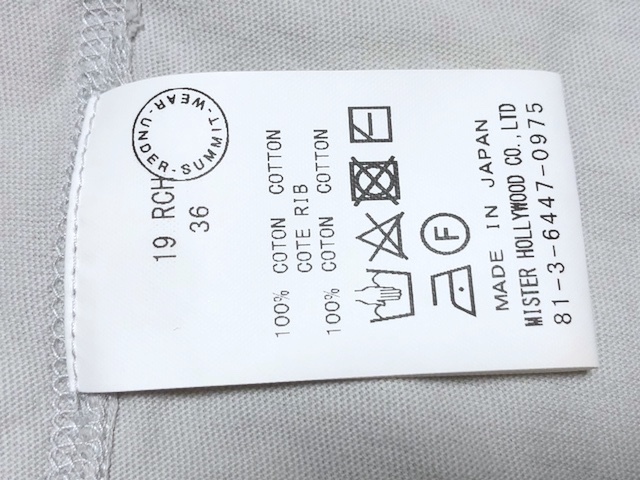 UNDER-SUMMIT-WEAR-
19 RCH
36
100% COTON COTTON
COTE RIB
100% COTON COTTON
F
MADE IN JAPAN
MISTER HOLLYWOOD CO.,LTD
81-3-6447-0975